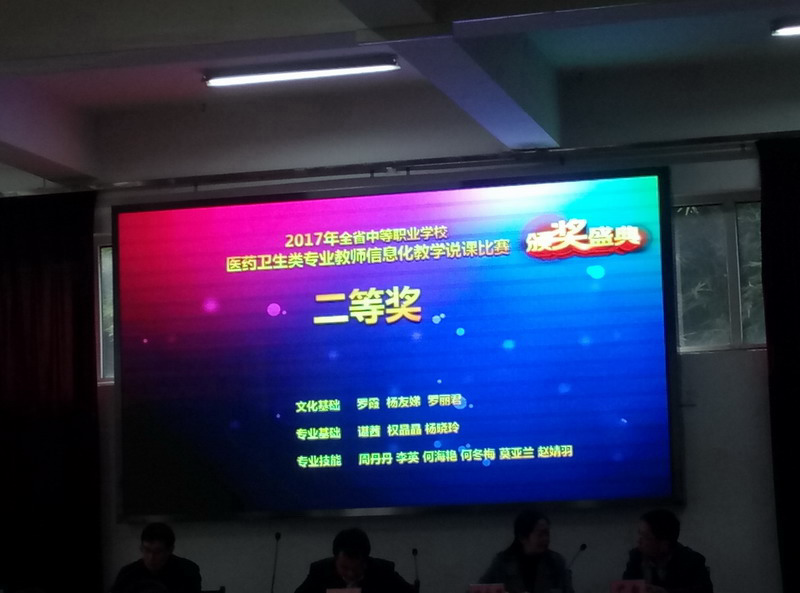 2017年全省中等职业学校
医药卫生类专业教师信息化教学说课比赛
颁奖盛典
二等奖
文化基础 罗霞 杨友娣 罗丽君
专业基础 谌茜 权晶晶 杨晓玲
专业技能 周丹丹 李英 何海艳 何冬梅 莫亚兰 赵婧羽